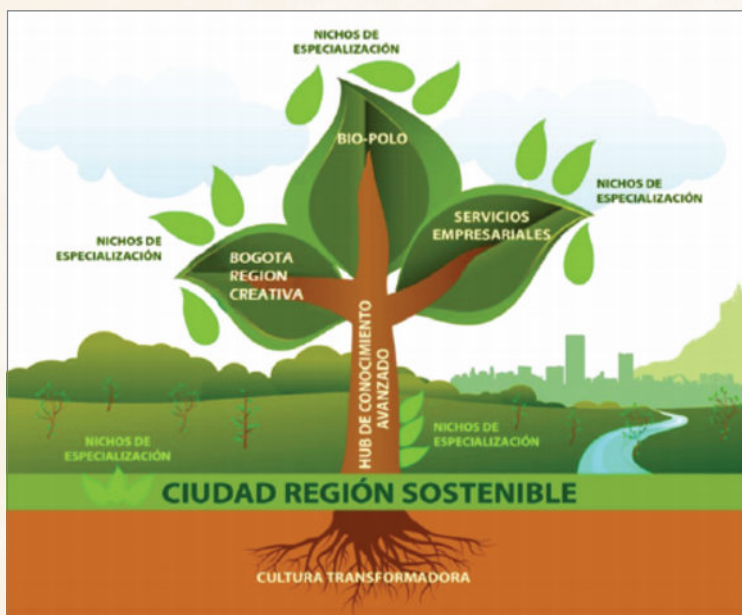 NICHOS DE
ESPECIALIZACIÓN
BIO-POLO
NICHOS DE
ESPECIALIZACIÓN
SERVICIOS
EMPRESARIALES
NICHOS DE
ESPECIALIZACIÓN
BOGOTA
REGION
CREATIVA
HUB DE CONOCIMIENTO
AVANZADO
NICHOS DE
ESPECIALIZACIÓN
NICHOS DE
ESPECIALIZACIÓN
CIUDAD REGIÓN SOSTENIBLE
CULTURA TRANSFORMADORA